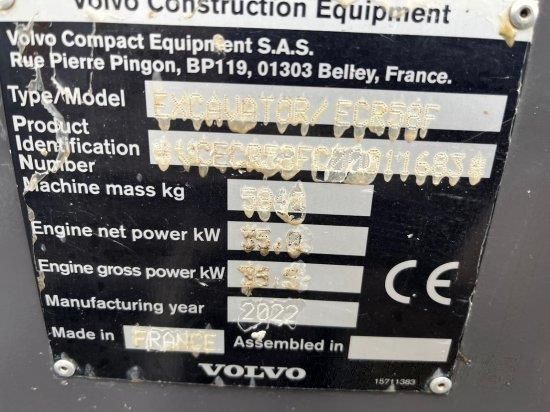 Volvo Construction Equipment
Volvo Compact Equipment S.A.S.
Rue Pierre Pingon, BP119, 01303 Belley, France.
Type/Model EXCAVATOR/ECR58F
Product
Identification
Number
Machine mass kg
Engine net power kW 35.0
Engine gross power kW
Manufacturing year 2022
CE
Made in FRANCE Assembled in
VOLVO
15711383